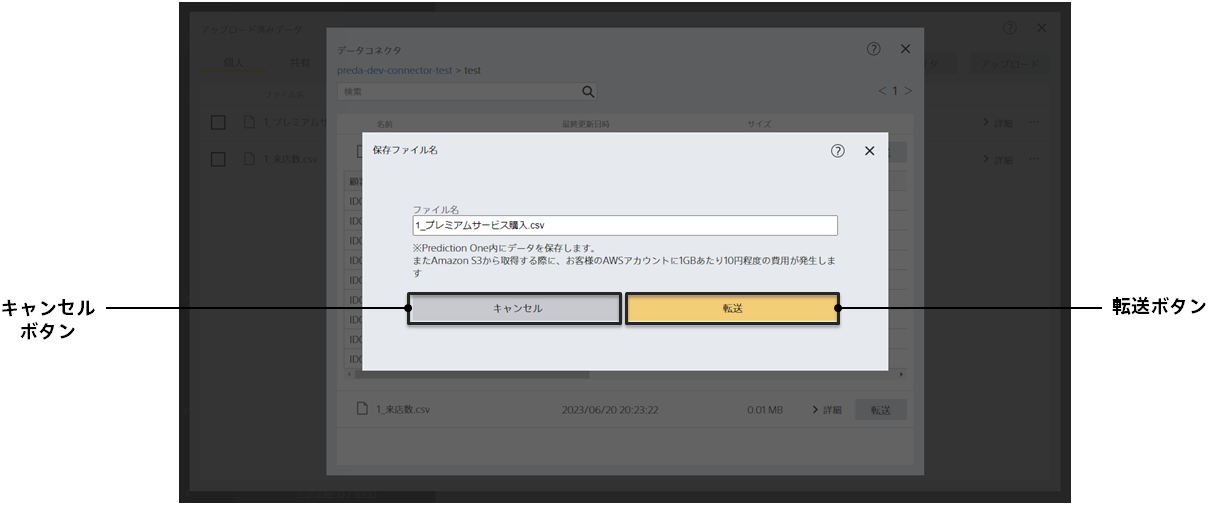 アップロード済みデータ
個人 共有
アップロード
ファイル名
データコネクタ
preda-dev-connector-test > test
検索
< 1 >
名前 最終更新日時 サイズ
1_プレミアムサ
詳細 ...
1_来店数.csv
詳細 ...
保存ファイル名
ファイル名
1_プレミアムサービス購入.csv
※Prediction One内にデータを保存します。
またAmazon S3から取得する際に、お客様のAWSアカウントに1GBあたり10円程度の費用が発生しま
す
キャンセル 転送
キャンセル
ボタン
転送ボタン
1_来店数.csv 2023/06/20 20:23:22 0.01 MB 詳細 転送